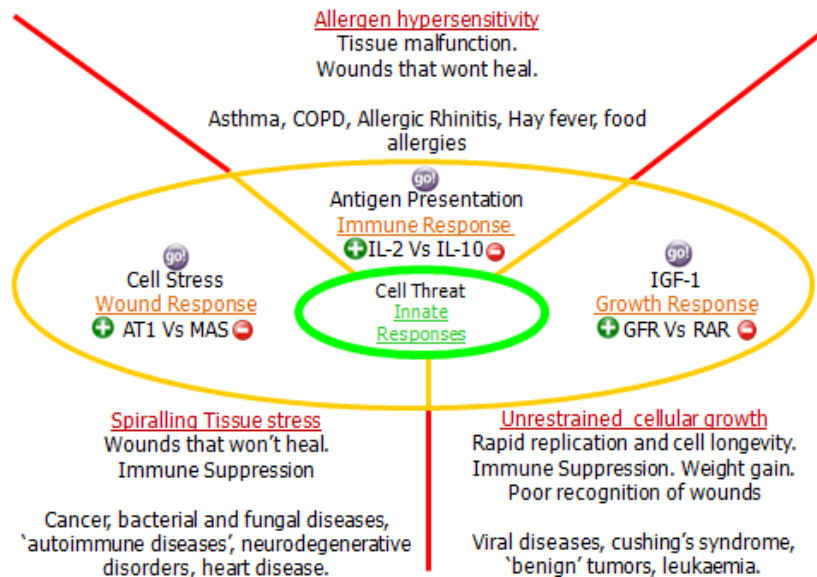 Allergen hypersensitivity
Tissue malfunction.
Wounds that wont heal.
Asthma, COPD, Allergic Rhinitis, Hay fever, food
allergies
go!
Antigen Presentation
Immune Response
IL-2 Vs IL-10
go!
Cell Stress
Wound Response
AT1 Vs MAS
Cell Threat
Innate
Responses
go!
IGF-1
Growth Response
GFR Vs RAR
Spiralling Tissue stress
Wounds that won't heal.
Immune Suppression
Cancer, bacterial and fungal diseases,
‘autoimmune diseases’, neurodegenerative
disorders, heart disease.
Unrestrained cellular growth
Rapid replication and cell longevity.
Immune Suppression. Weight gain.
Poor recognition of wounds
Viral diseases, cushing's syndrome,
‘benign’ tumors, leukaemia.